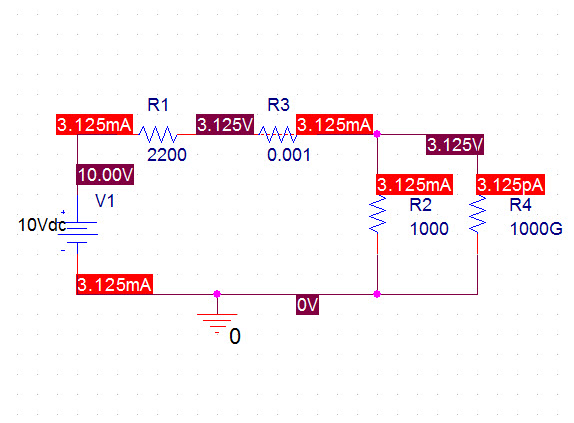 R1
R3
3.125mA
3.125V
3.125mA
2200
0.001
3.125V
10.00V
3.125mA
3.125pA
V1
R2
R4
10Vdc
1000
1000G
3.125mA
0V
0